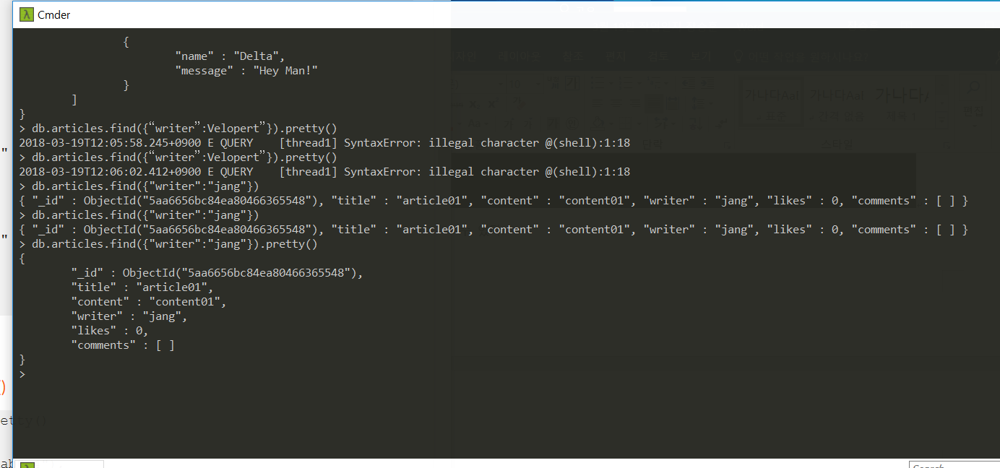 Cmder
{
"name" : "Delta",
"message" : "Hey Man!"
}
]
}
> db.articles.find({“writer”:Velopert”}).pretty()
2018-03-19T12:05:58.245+0900 E QUERY    [thread1] SyntaxError: illegal character @(shell):1:18
> db.articles.find({“writer”:Velopert”}).pretty()
2018-03-19T12:06:02.412+0900 E QUERY    [thread1] SyntaxError: illegal character @(shell):1:18
> db.articles.find({"writer":"jang"})
{ "_id" : ObjectId("5aa6656bc84ea80466365548"), "title" : "article01", "content" : "content01", "writer" : "jang", "likes" : 0, "comments" : [ ] }
> db.articles.find({"writer":"jang"})
{ "_id" : ObjectId("5aa6656bc84ea80466365548"), "title" : "article01", "content" : "content01", "writer" : "jang", "likes" : 0, "comments" : [ ] }
> db.articles.find({"writer":"jang"}).pretty()
{
"_id" : ObjectId("5aa6656bc84ea80466365548"),
"title" : "article01",
"content" : "content01",
"writer" : "jang",
"likes" : 0,
"comments" : [ ]
}
>